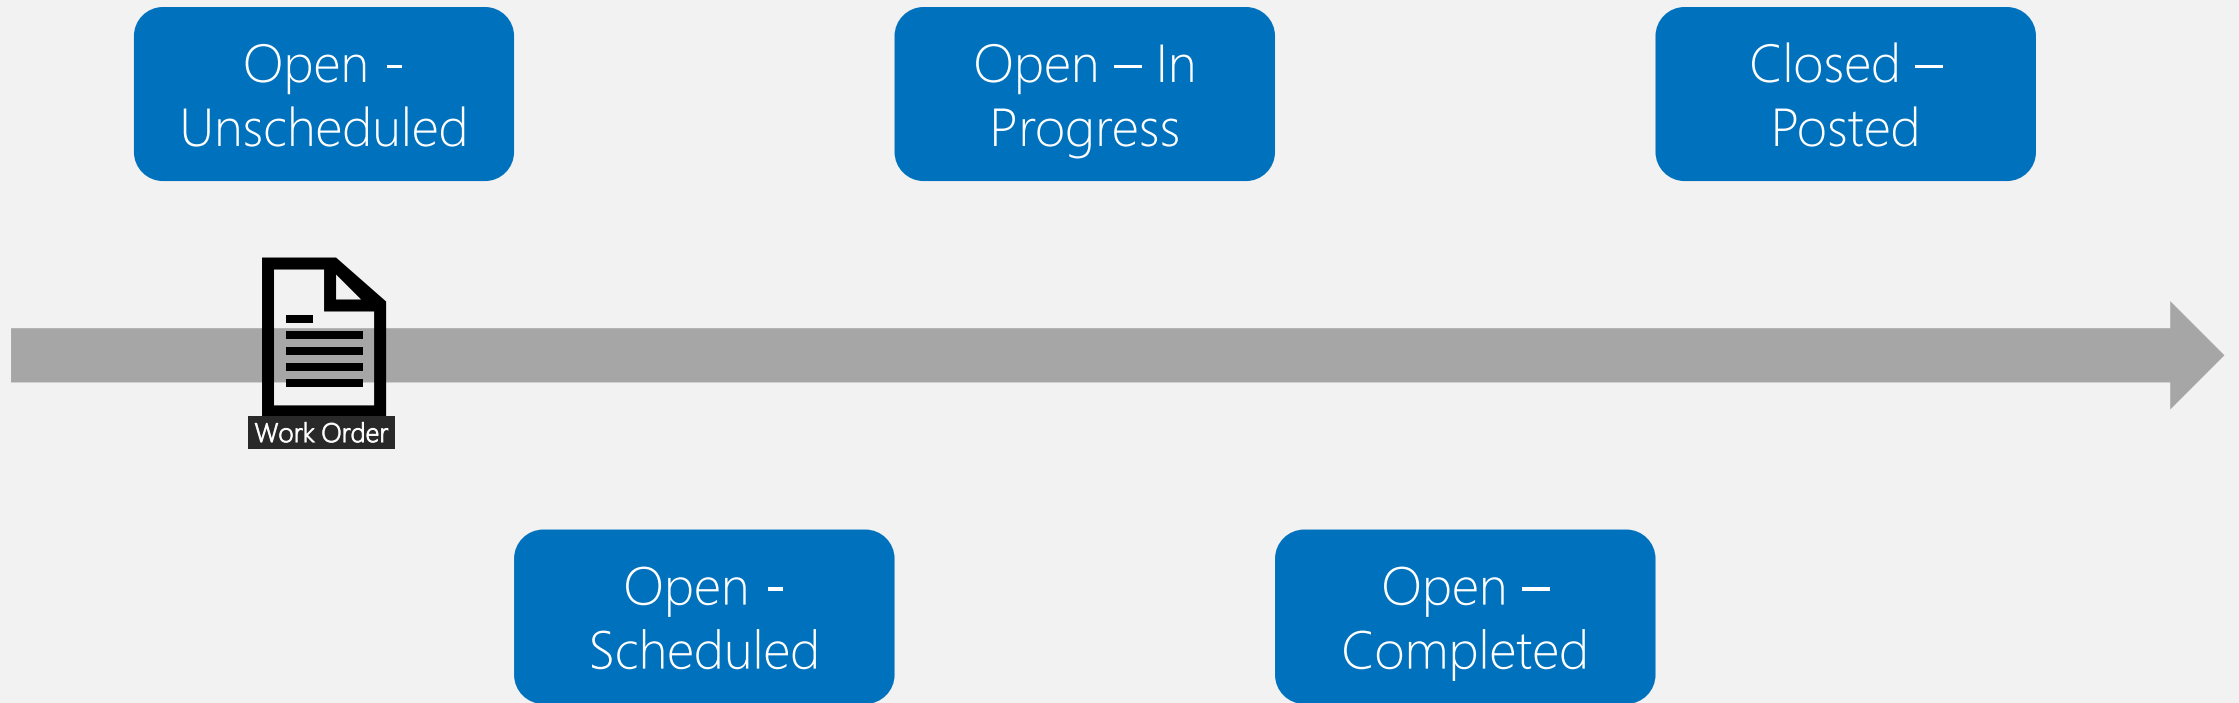 Open -
Unscheduled
Open – In
Progress
Closed –
Posted
Work Order
Open -
Scheduled
Open –
Completed